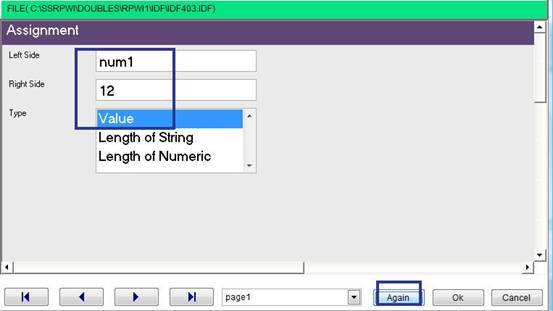 FILE( C:\SSRPWI\DOUBLES\RPWI1\IDF\IDF403.IDF)
Assignment
Left Side
num1
Right Side
12
Type
Value
Length of String
Length of Numeric
page1
Again
Ok
Cancel